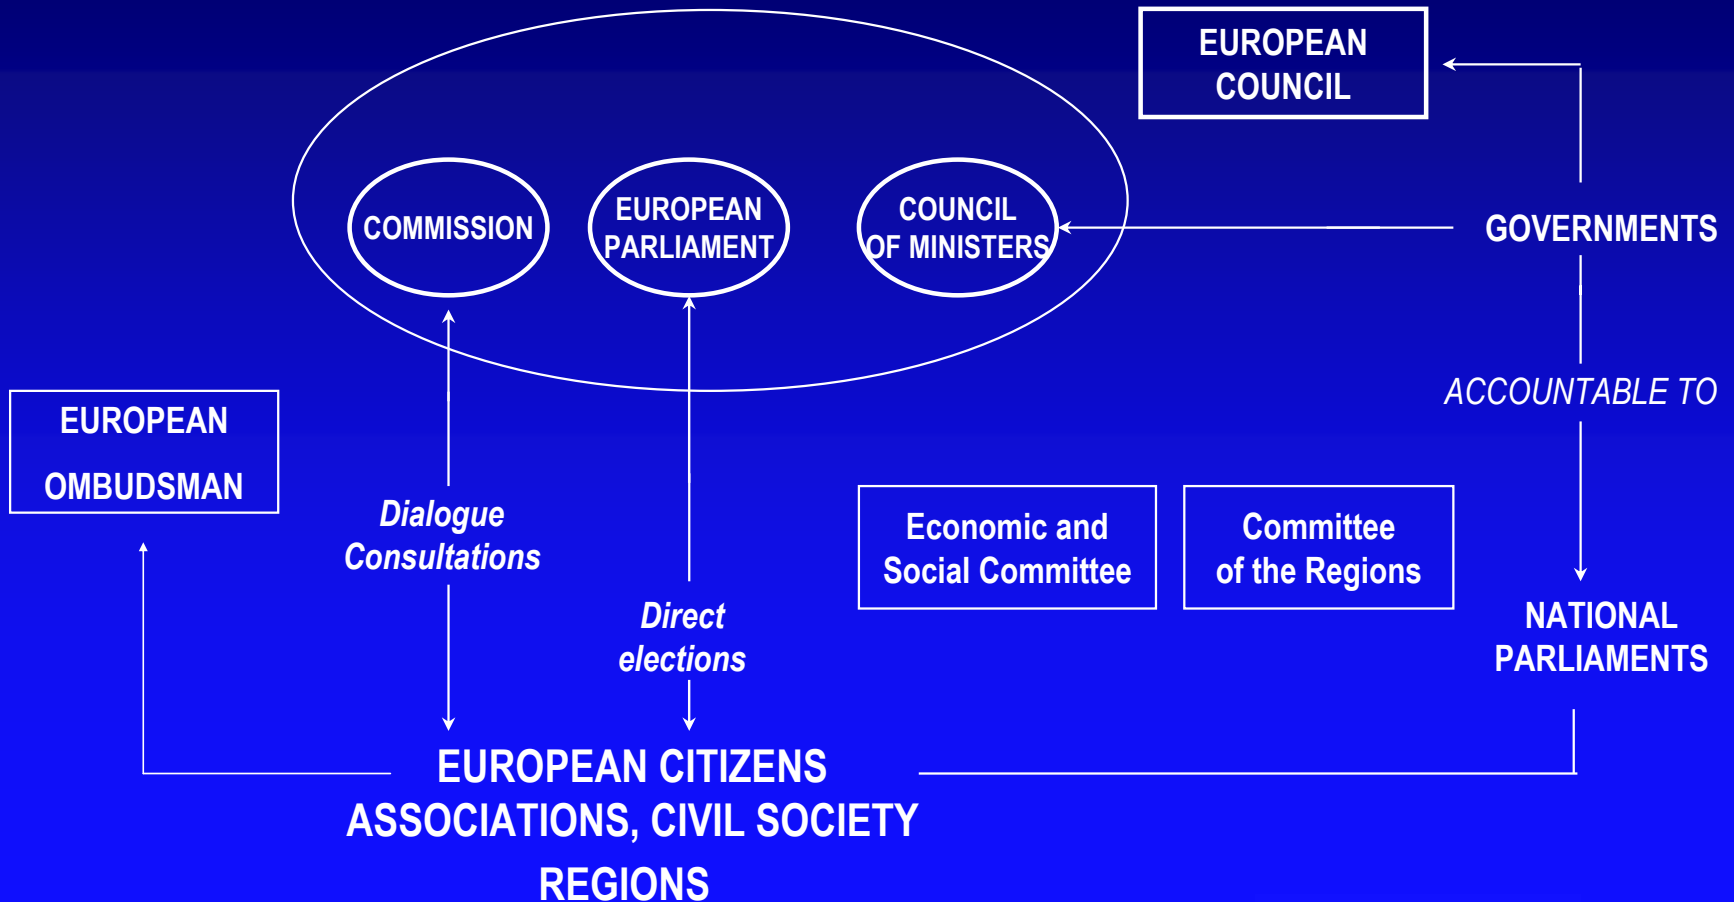 EUROPEAN
COUNCIL
COMMISSION
EUROPEAN
PARLIAMENT
COUNCIL
OF MINISTERS
GOVERNMENTS
ACCOUNTABLE TO
EUROPEAN
OMBUDSMAN
Dialogue
Consultations
Economic and
Social Committee
Committee
of the Regions
Direct
elections
NATIONAL
PARLIAMENTS
EUROPEAN CITIZENS
ASSOCIATIONS, CIVIL SOCIETY
REGIONS